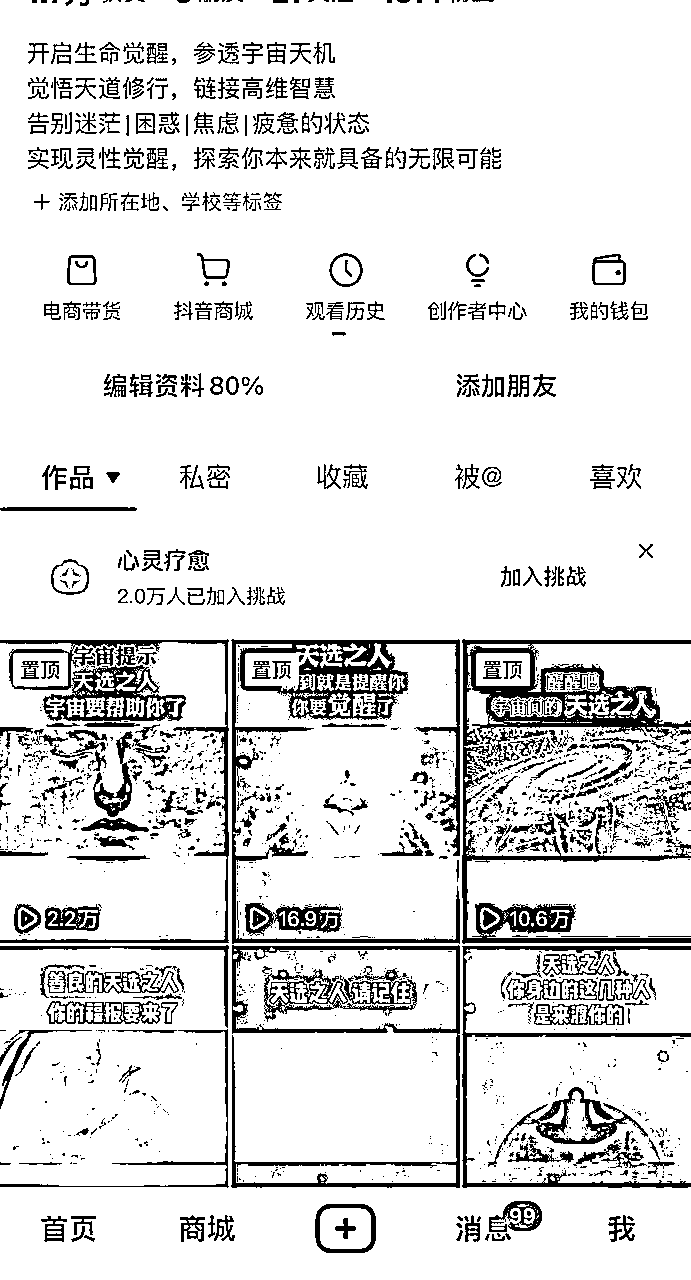 开启生命觉醒，参透宇宙天机
觉悟天道修行，链接高维智慧
告别迷茫|困惑|焦虑|疲惫的状态
实现灵性觉醒，探索你本来就具备的无限可能
+ 添加所在地、学校等标签
电商带货 抖音商城 观看历史 创作者中心 我的钱包
编辑资料 80% 添加朋友
作品 私密 收藏 被@ 喜欢
心灵疗愈
2.0万人已加入挑战
加入挑战
置顶
宇宙提示
天选之人
宇宙要帮助你了
2.2万
置顶
天选之人
到就是提醒你
你要觉醒了
16.9万
置顶
醒醒吧
宇宙间的天选之人
10.6万
善良的天选之人
你的福报要来了
天选之人 请记住
天选之人
你身边的这几种人
是来渡你的
首页 商城 消息 99 我